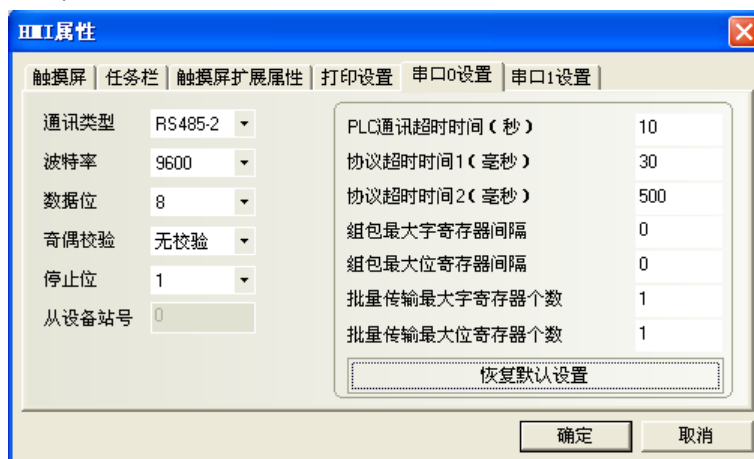 HMI属性
触摸屏 任务栏 触摸屏扩展属性 打印设置 串口0设置 串口1设置
通讯类型 RS485-2
波特率 9600
数据位 8
奇偶校验 无校验
停止位 1
从设备站号 0
PLC通讯超时时间(秒) 10
协议超时时间1(毫秒) 30
协议超时时间2(毫秒) 500
组包最大字寄存器间隔 0
组包最大位寄存器间隔 0
批量传输最大字寄存器个数 1
批量传输最大位寄存器个数 1
恢复默认设置
确定 取消